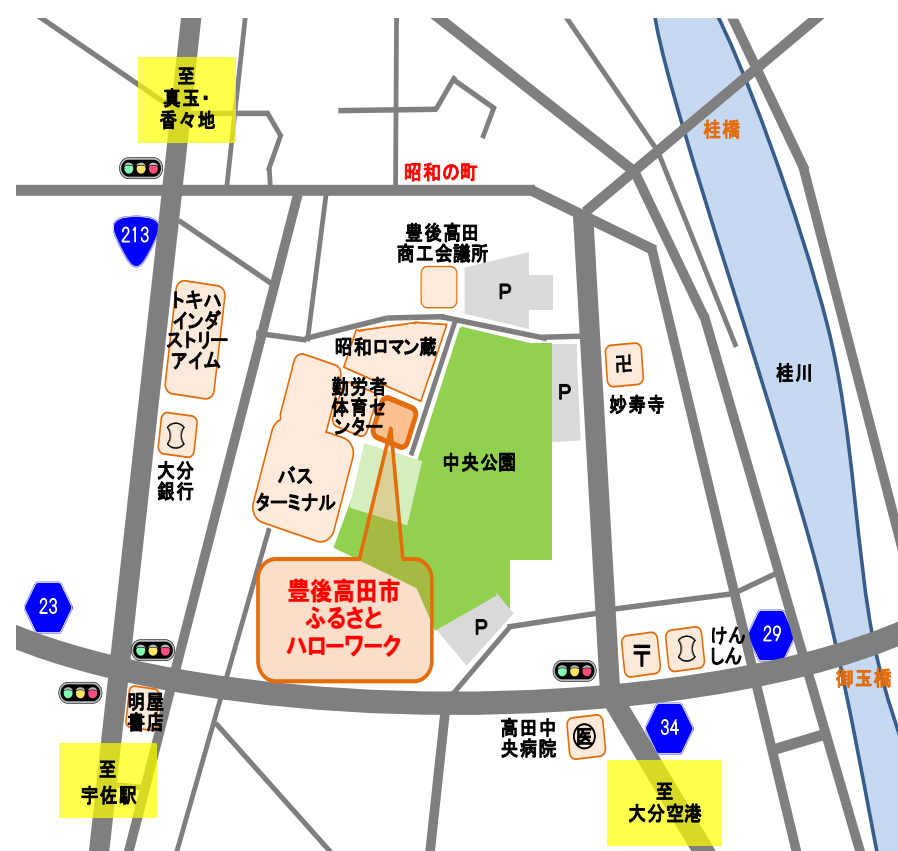 至
真玉・
香々地
桂橋
昭和の町
213
豊後高田
商工会議所
P
トキハ
インダ
ストリー
アイム
昭和ロマン蔵
桂川
P
卍
妙寿寺
勤労者
体育セ
ンター
中央公園
大分
銀行
バス
ターミナル
豊後高田市
ふるさと
ハローワーク
23
P
〒
けん
しん
29
御玉橋
明屋
書店
高田中
央病院
医
34
至
宇佐駅
至
大分空港